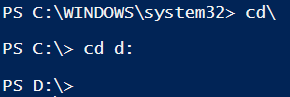 PS C:\WINDOWS\system32> cd\
PS C:\> cd d:
PS D:\>